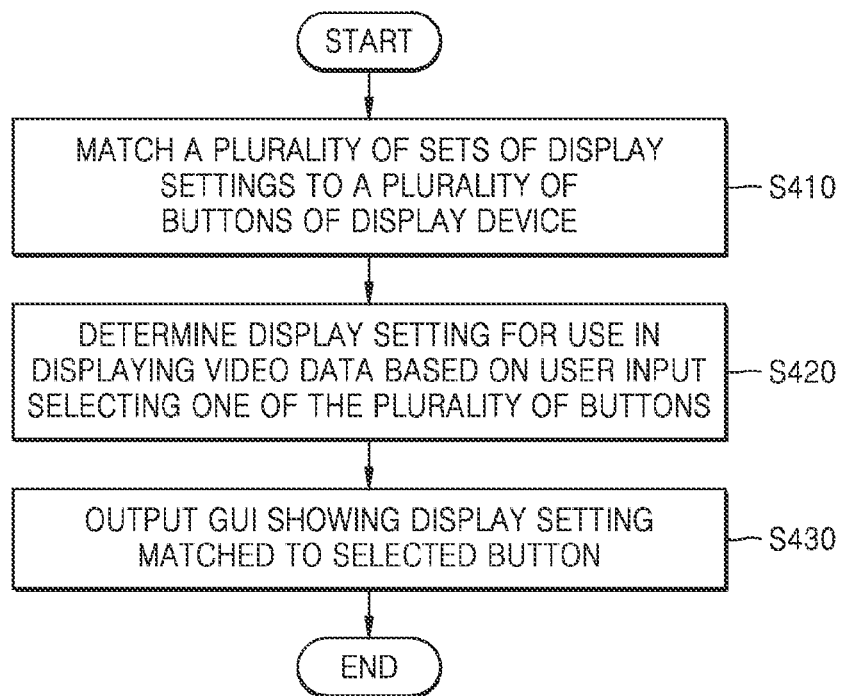 START
MATCH A PLURALITY OF SETS OF DISPLAY
SETTINGS TO A PLURALITY OF
BUTTONS OF DISPLAY DEVICE
S410
DETERMINE DISPLAY SETTING FOR USE IN
DISPLAYING VIDEO DATA BASED ON USER INPUT
SELECTING ONE OF THE PLURALITY OF BUTTONS
S420
OUTPUT GUI SHOWING DISPLAY SETTING
MATCHED TO SELECTED BUTTON
S430
END